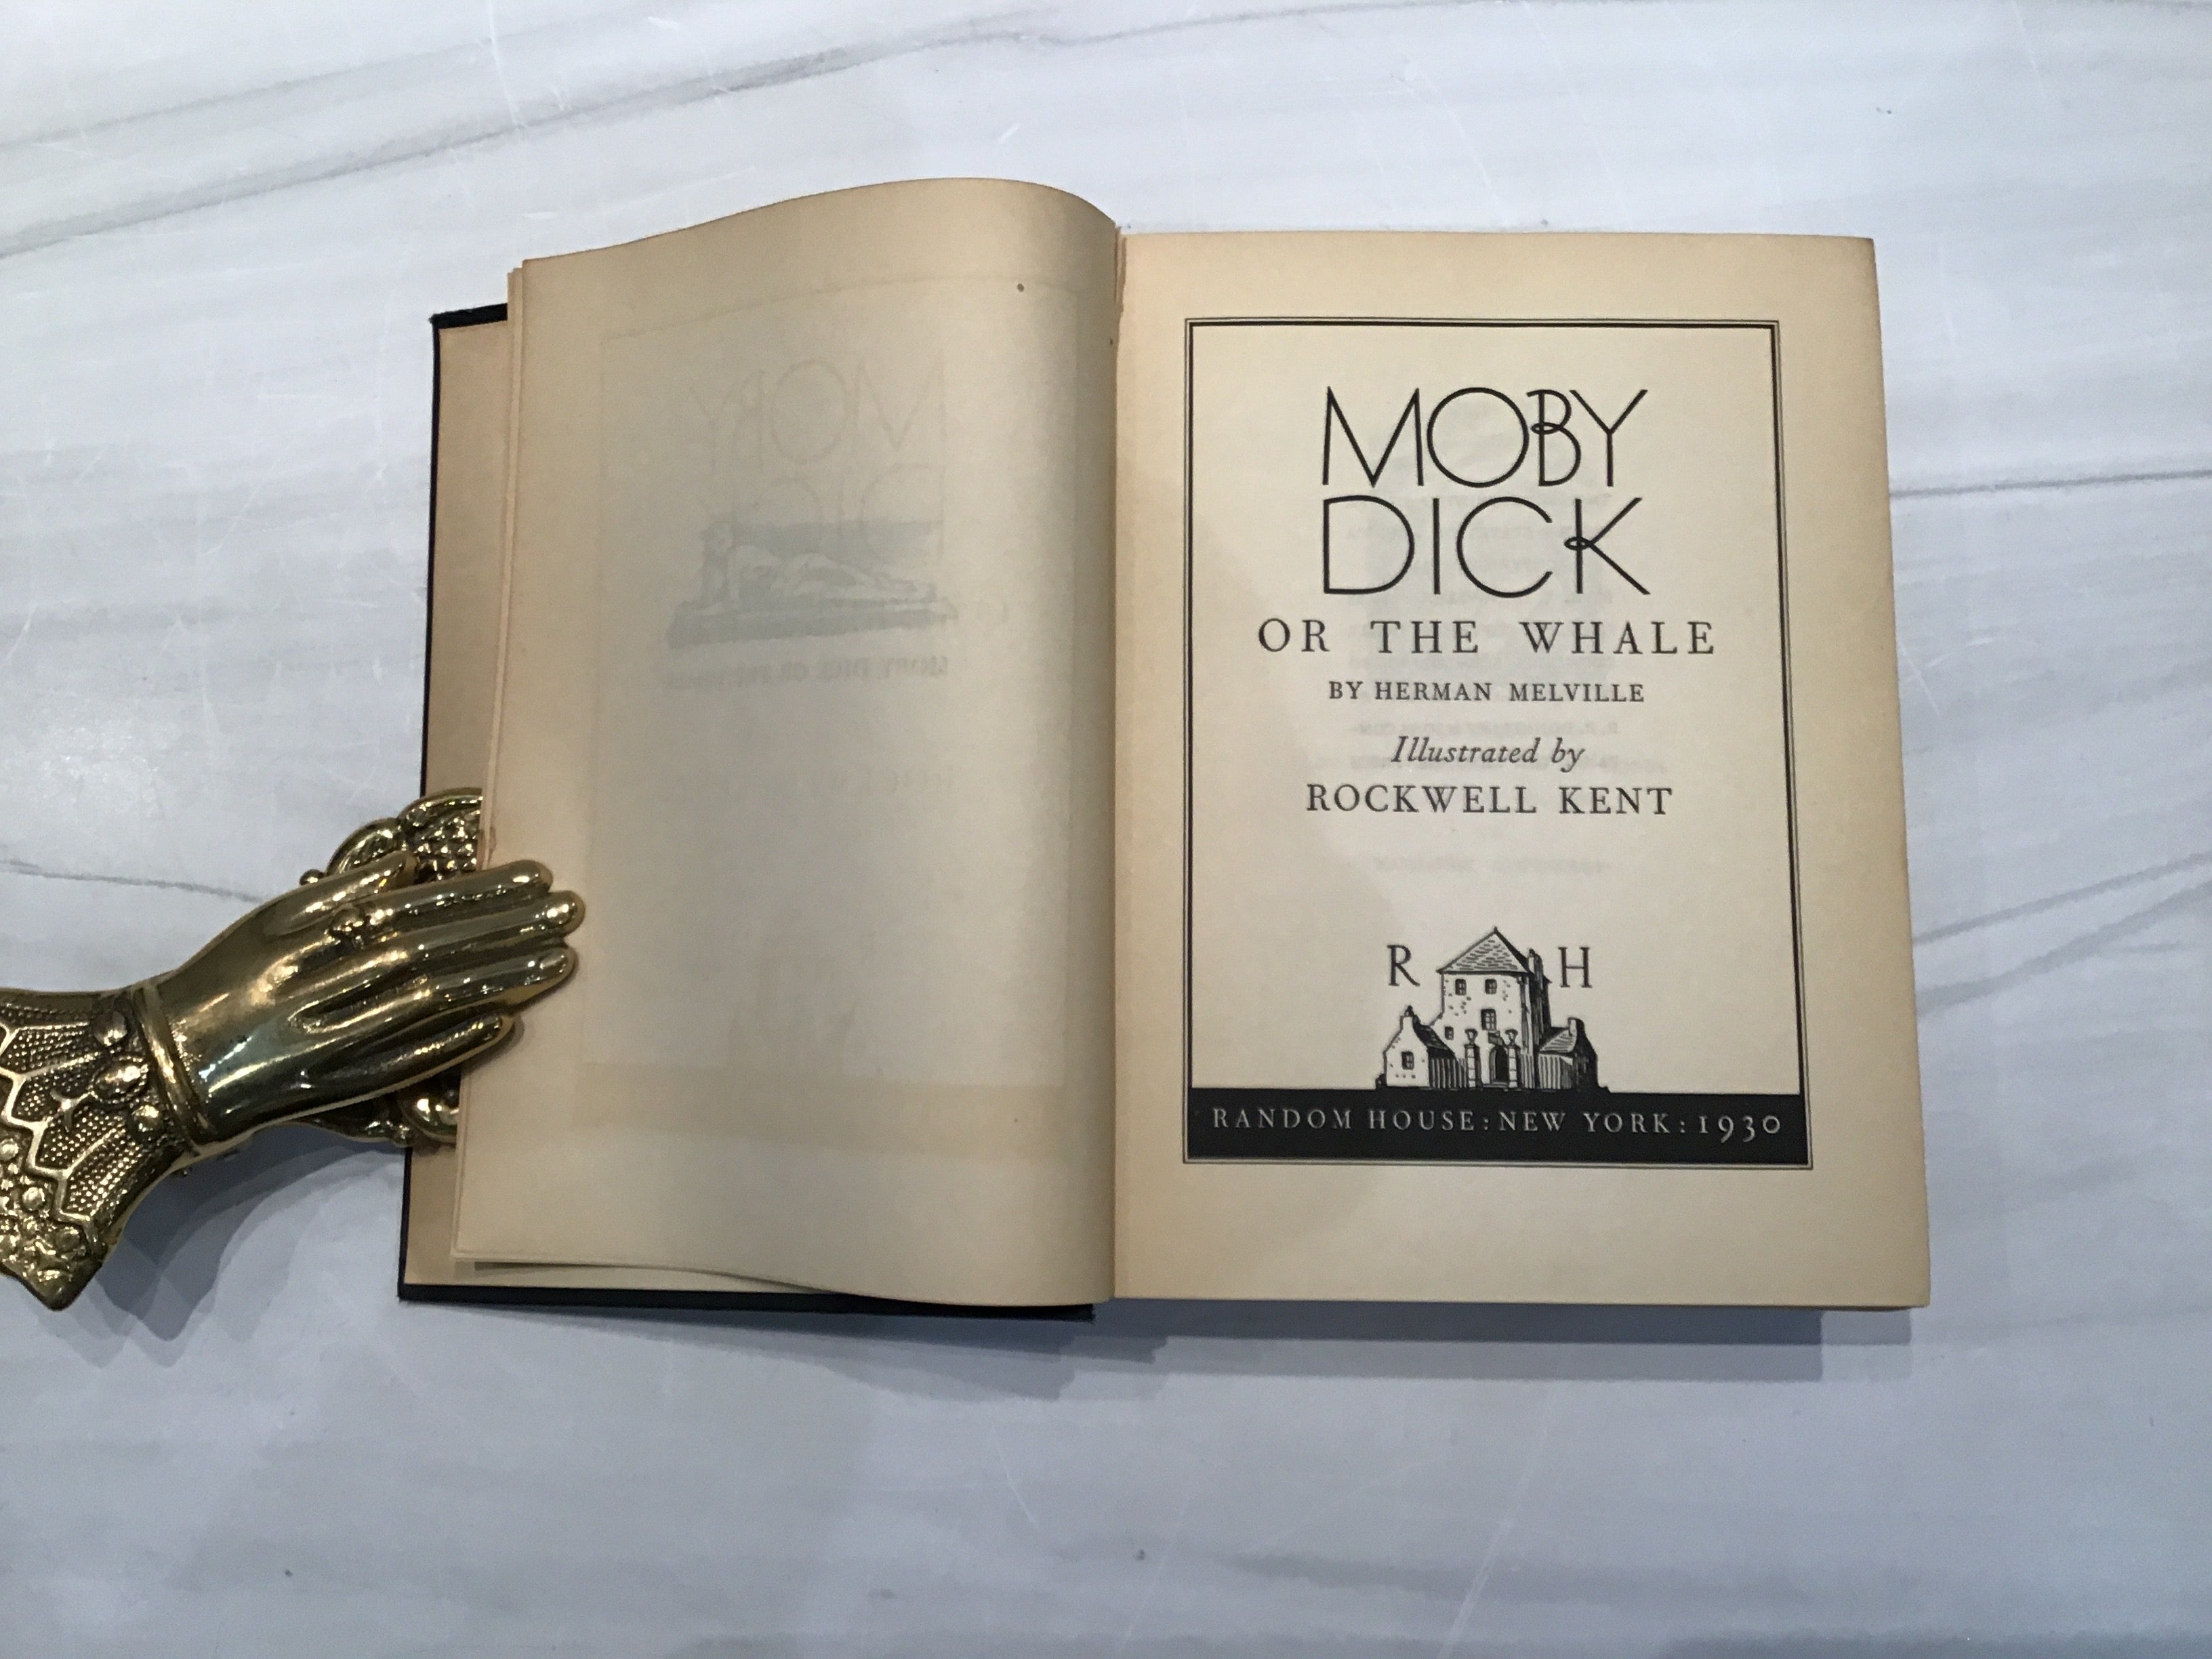 MOBY
DICK
OR THE WHALE
BY HERMAN MELVILLE
Illustrated by
ROCKWELL KENT
R H
RANDOM HOUSE: NEW YORK: 1930